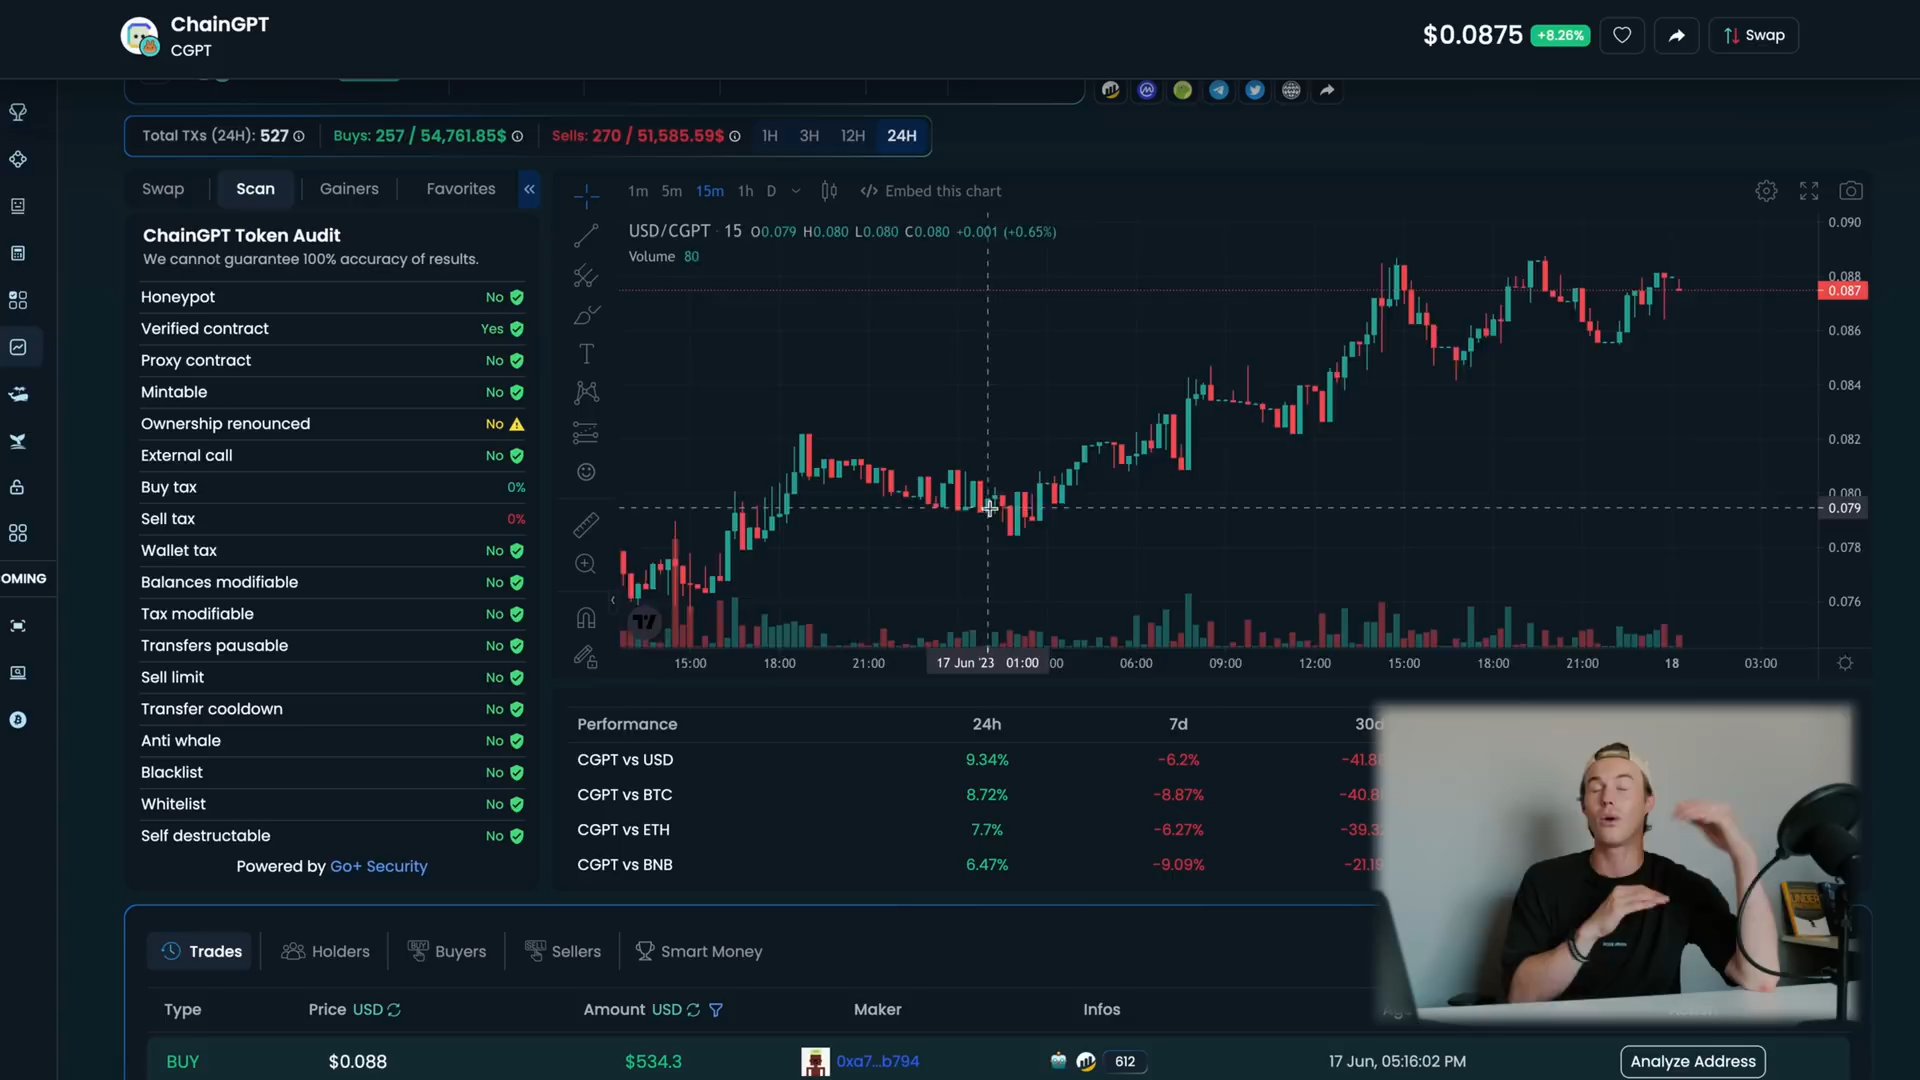 ChainGPT
CGPT
$0.0875 +8.26% Swap
Total TXs (24H): 527 Buys: 257 / 54,761.85$ Sells: 270 / 51,585.59$ 1H 3H 12H 24H
Swap Scan Gainers Favorites
1m 5m 15m 1h D Embed this chart
ChainGPT Token Audit
We cannot guarantee 100% accuracy of results.
Honeypot No
Verified contract Yes
Proxy contract No
Mintable No
Ownership renounced No
External call No
Buy tax 0%
Sell tax 0%
Wallet tax No
Balances modifiable No
Tax modifiable No
Transfers pausable No
Sell limit No
Transfer cooldown No
Anti whale No
Blacklist No
Whitelist No
Self destructable No
Powered by Go+ Security
OMING
USD/CGPT · 15 O0.079 H0.080 L0.080 C0.080 +0.001 (+0.65%)
Volume 80
0.090
0.088
0.087
0.086
0.084
0.082
0.080
0.079
0.078
0.076
15:00 18:00 21:00 17 Jun '23 01:00 :00 06:00 09:00 12:00 15:00 18:00 21:00 18 03:00
Performance 24h 7d 30d
CGPT vs USD 9.34% -6.2% -41.8
CGPT vs BTC 8.72% -8.87% -40.8
CGPT vs ETH 7.7% -6.27% -39.3
CGPT vs BNB 6.47% -9.09% -21.19
UNDER
Trades Holders Buyers Sellers Smart Money
Type Price USD Amount USD Maker Infos
BUY $0.088 $534.3 0xa7...b794 612 17 Jun, 05:16:02 PM Analyze Address